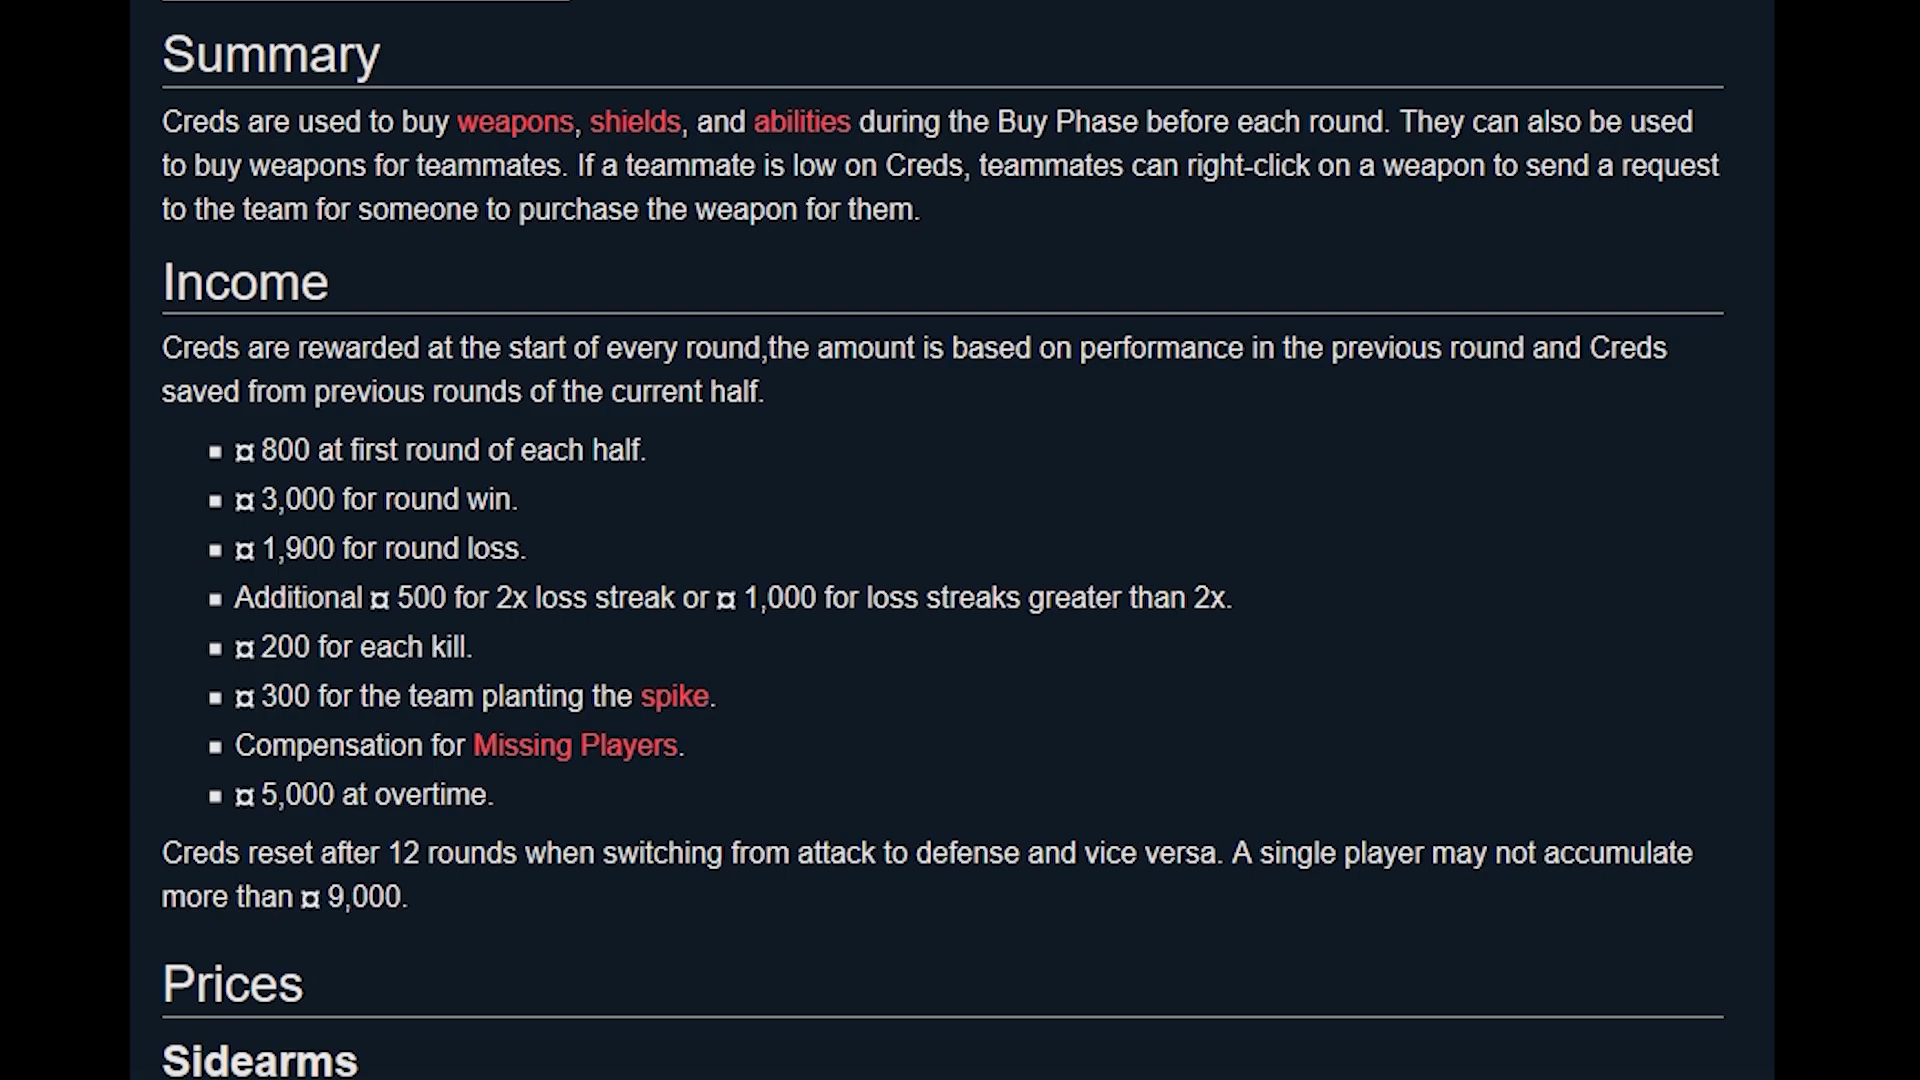 Summary
Creds are used to buy weapons, shields, and abilities during the Buy Phase before each round. They can also be used
to buy weapons for teammates. If a teammate is low on Creds, teammates can right-click on a weapon to send a request
to the team for someone to purchase the weapon for them.
Income
Creds are rewarded at the start of every round,the amount is based on performance in the previous round and Creds
saved from previous rounds of the current half.
▪ ¤ 800 at first round of each half.
▪ ¤ 3,000 for round win.
▪ ¤ 1,900 for round loss.
▪ Additional ¤ 500 for 2x loss streak or ¤ 1,000 for loss streaks greater than 2x.
▪ ¤ 200 for each kill.
▪ ¤ 300 for the team planting the spike.
▪ Compensation for Missing Players.
▪ ¤ 5,000 at overtime.
Creds reset after 12 rounds when switching from attack to defense and vice versa. A single player may not accumulate
more than ¤ 9,000.
Prices
Sidearms